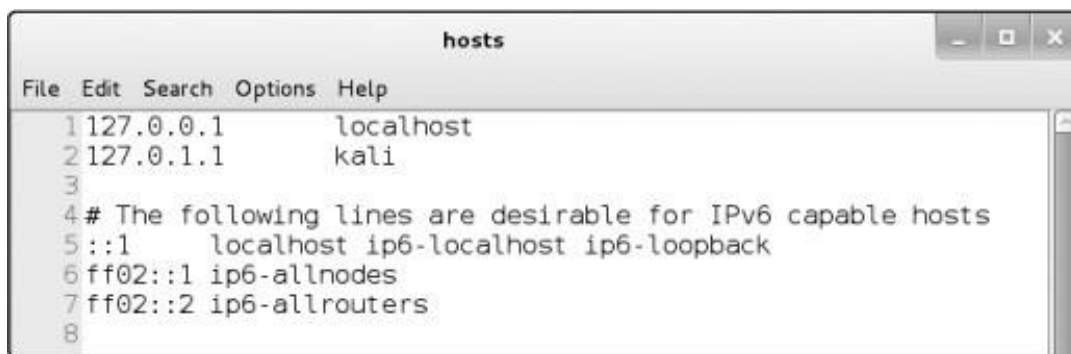 hosts
File Edit Search Options Help
1 127.0.0.1 localhost
2 127.0.1.1 kali
3
4 # The following lines are desirable for IPv6 capable hosts
5 ::1 localhost ip6-localhost ip6-loopback
6 ff02::1 ip6-allnodes
7 ff02::2 ip6-allrouters
8